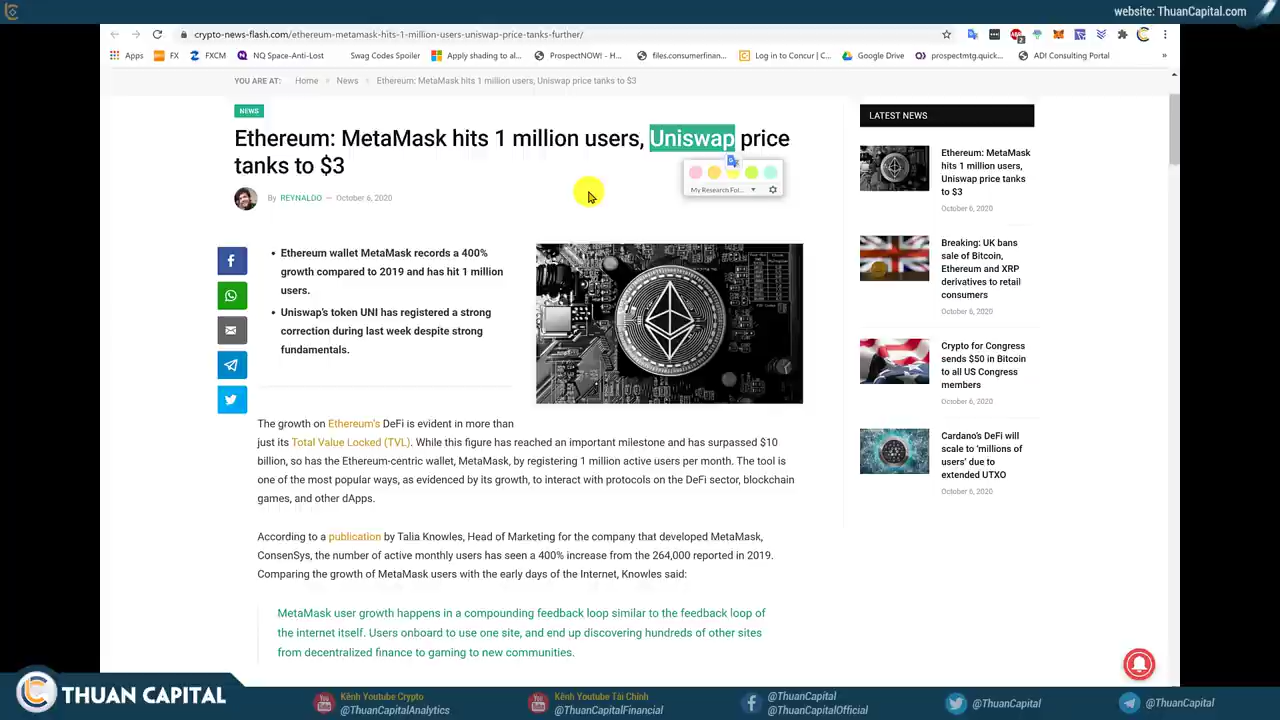 crypto-news-flash.com/ethereum-metamask-hits-1-million-users-uniswap-price-tanks-further/
Apps FX FXCM NQ Space-Anti-Lost Swag Codes Spoiler Apply shading to al... ProspectNOW! - H... files.consumerfinan... Log in to Concur | C... Google Drive prospectmtg.quick... ADI Consulting Portal »
YOU ARE AT: Home » News » Ethereum: MetaMask hits 1 million users, Uniswap price tanks to $3
NEWS
Ethereum: MetaMask hits 1 million users, Uniswap price
tanks to $3
My Research Fol...
By REYNALDO — October 6, 2020
• Ethereum wallet MetaMask records a 400%
growth compared to 2019 and has hit 1 million
users.
• Uniswap's token UNI has registered a strong
correction during last week despite strong
fundamentals.
The growth on Ethereum's DeFi is evident in more than
just its Total Value Locked (TVL). While this figure has reached an important milestone and has surpassed $10
billion, so has the Ethereum-centric wallet, MetaMask, by registering 1 million active users per month. The tool is
one of the most popular ways, as evidenced by its growth, to interact with protocols on the DeFi sector, blockchain
games, and other dApps.
According to a publication by Talia Knowles, Head of Marketing for the company that developed MetaMask,
ConsenSys, the number of active monthly users has seen a 400% increase from the 264,000 reported in 2019.
Comparing the growth of MetaMask users with the early days of the Internet, Knowles said:
MetaMask user growth happens in a compounding feedback loop similar to the feedback loop of
the internet itself. Users onboard to use one site, and end up discovering hundreds of other sites
from decentralized finance to gaming to new communities.
LATEST NEWS
Ethereum: MetaMask
hits 1 million users,
Uniswap price tanks
to $3
October 6, 2020
Breaking: UK bans
sale of Bitcoin,
Ethereum and XRP
derivatives to retail
consumers
October 6, 2020
Crypto for Congress
sends $50 in Bitcoin
to all US Congress
members
October 6, 2020
Cardano's DeFi will
scale to 'millions of
users' due to
extended UTXO
October 6, 2020
THUAN CAPITAL
Kênh Youtube Crypto
@ThuanCapitalAnalytics
Kênh Youtube Tài Chính
@ThuanCapitalFinancial
@ThuanCapital
@ThuanCapitalOfficial
@ThuanCapital
@ThuanCapital